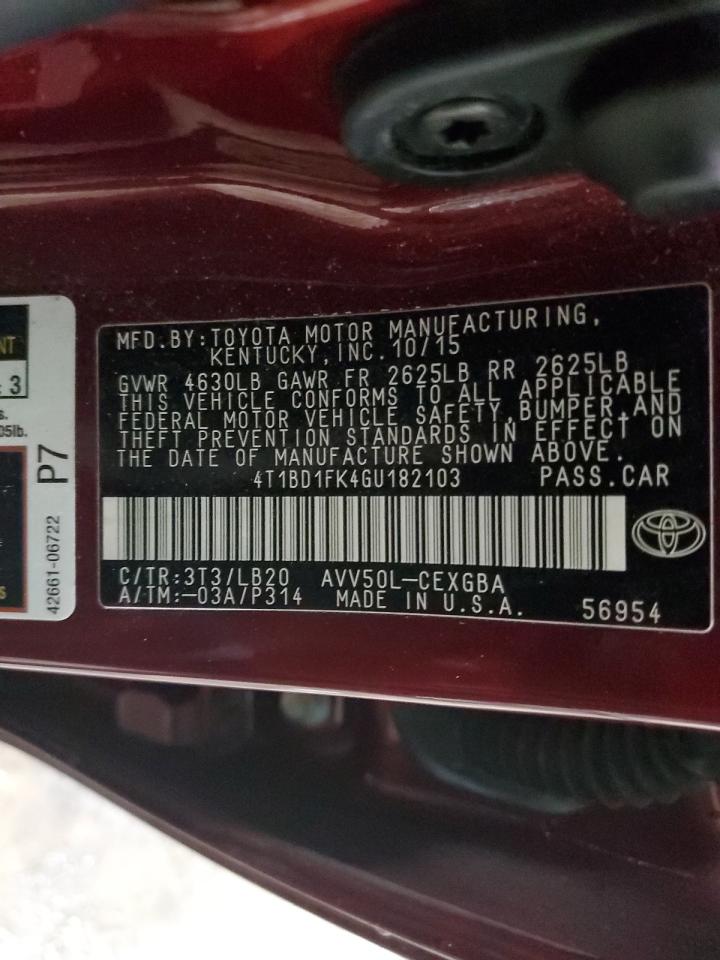 MFD. BY: TOYOTA MOTOR MANUFACTURING,
KENTUCKY, INC. 10/15
GVWR 4630LB GAWR FR 2625LB RR 2625LB
THIS VEHICLE CONFORMS TO ALL APPLICABLE
FEDERAL MOTOR VEHICLE SAFETY, BUMPER, AND
THEFT PREVENTION STANDARDS IN EFFECT ON
THE DATE OF MANUFACTURE SHOWN ABOVE.
4T1BD1FK4GU182103 PASS. CAR
C/TR: 3T3/LB20 AVV50L-CEXGBA
A/TM: -03A/P314 MADE IN U.S.A. 56954
NT
: 3
s.
05lb.
S
P7
42661-06722